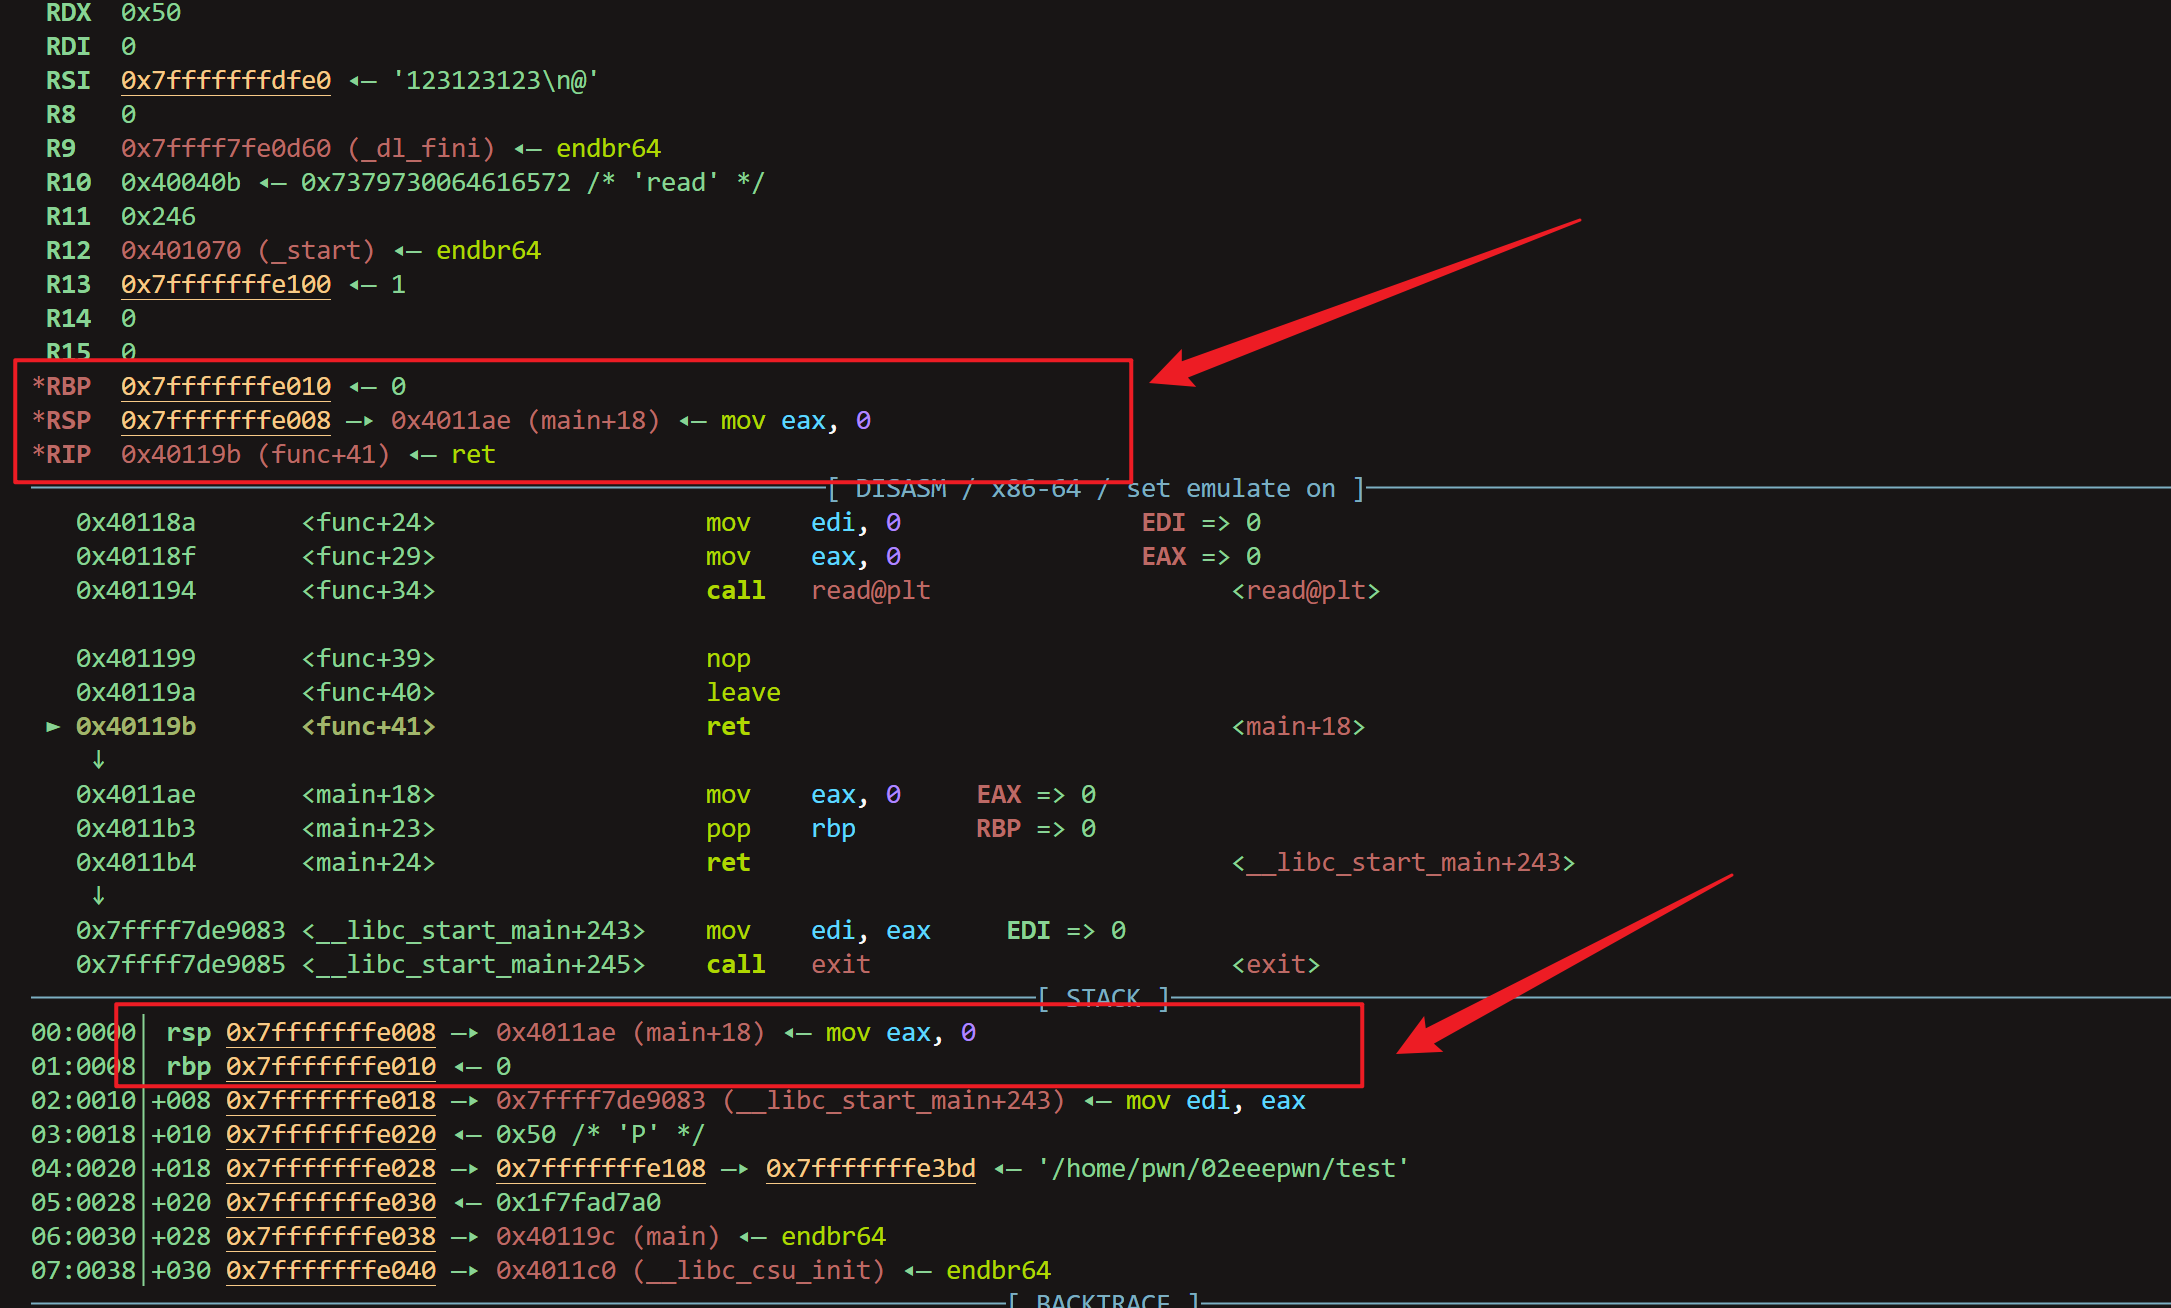 RDX  0x50
RDI  0
RSI  0x7fffffffdfe0 ◂— '123123123\n@'
R8   0
R9   0x7ffff7fe0d60 (_dl_fini) ◂— endbr64
R10  0x40040b ◂— 0x7379730064616572 /* 'read' */
R11  0x246
R12  0x401070 (_start) ◂— endbr64
R13  0x7fffffffe100 ◂— 1
R14  0
R15  0
*RBP  0x7fffffffe010 ◂— 0
*RSP  0x7fffffffe008 —▸ 0x4011ae (main+18) ◂— mov eax, 0
*RIP  0x40119b (func+41) ◂— ret
[ DISASM / x86-64 / set emulate on ]
0x40118a       <func+24>                  mov    edi, 0                EDI => 0
0x40118f       <func+29>                  mov    eax, 0                EAX => 0
0x401194       <func+34>                  call   read@plt                    <read@plt>
0x401199       <func+39>                  nop
0x40119a       <func+40>                  leave
► 0x40119b       <func+41>                  ret                                <main+18>
↓
0x4011ae       <main+18>                  mov    eax, 0     EAX => 0
0x4011b3       <main+23>                  pop    rbp        RBP => 0
0x4011b4       <main+24>                  ret                                <__libc_start_main+243>
↓
0x7ffff7de9083 <__libc_start_main+243>    mov    edi, eax     EDI => 0
0x7ffff7de9085 <__libc_start_main+245>    call   exit                        <exit>
[ STACK ]
00:0000│ rsp 0x7fffffffe008 —▸ 0x4011ae (main+18) ◂— mov eax, 0
01:0008│ rbp 0x7fffffffe010 ◂— 0
02:0010│+008 0x7fffffffe018 —▸ 0x7ffff7de9083 (__libc_start_main+243) ◂— mov edi, eax
03:0018│+010 0x7fffffffe020 ◂— 0x50 /* 'P' */
04:0020│+018 0x7fffffffe028 —▸ 0x7fffffffe108 —▸ 0x7fffffffe3bd ◂— '/home/pwn/02eeepwn/test'
05:0028│+020 0x7fffffffe030 ◂— 0x1f7fad7a0
06:0030│+028 0x7fffffffe038 —▸ 0x40119c (main) ◂— endbr64
07:0038│+030 0x7fffffffe040 —▸ 0x4011c0 (__libc_csu_init) ◂— endbr64
[ BACKTRACE ]